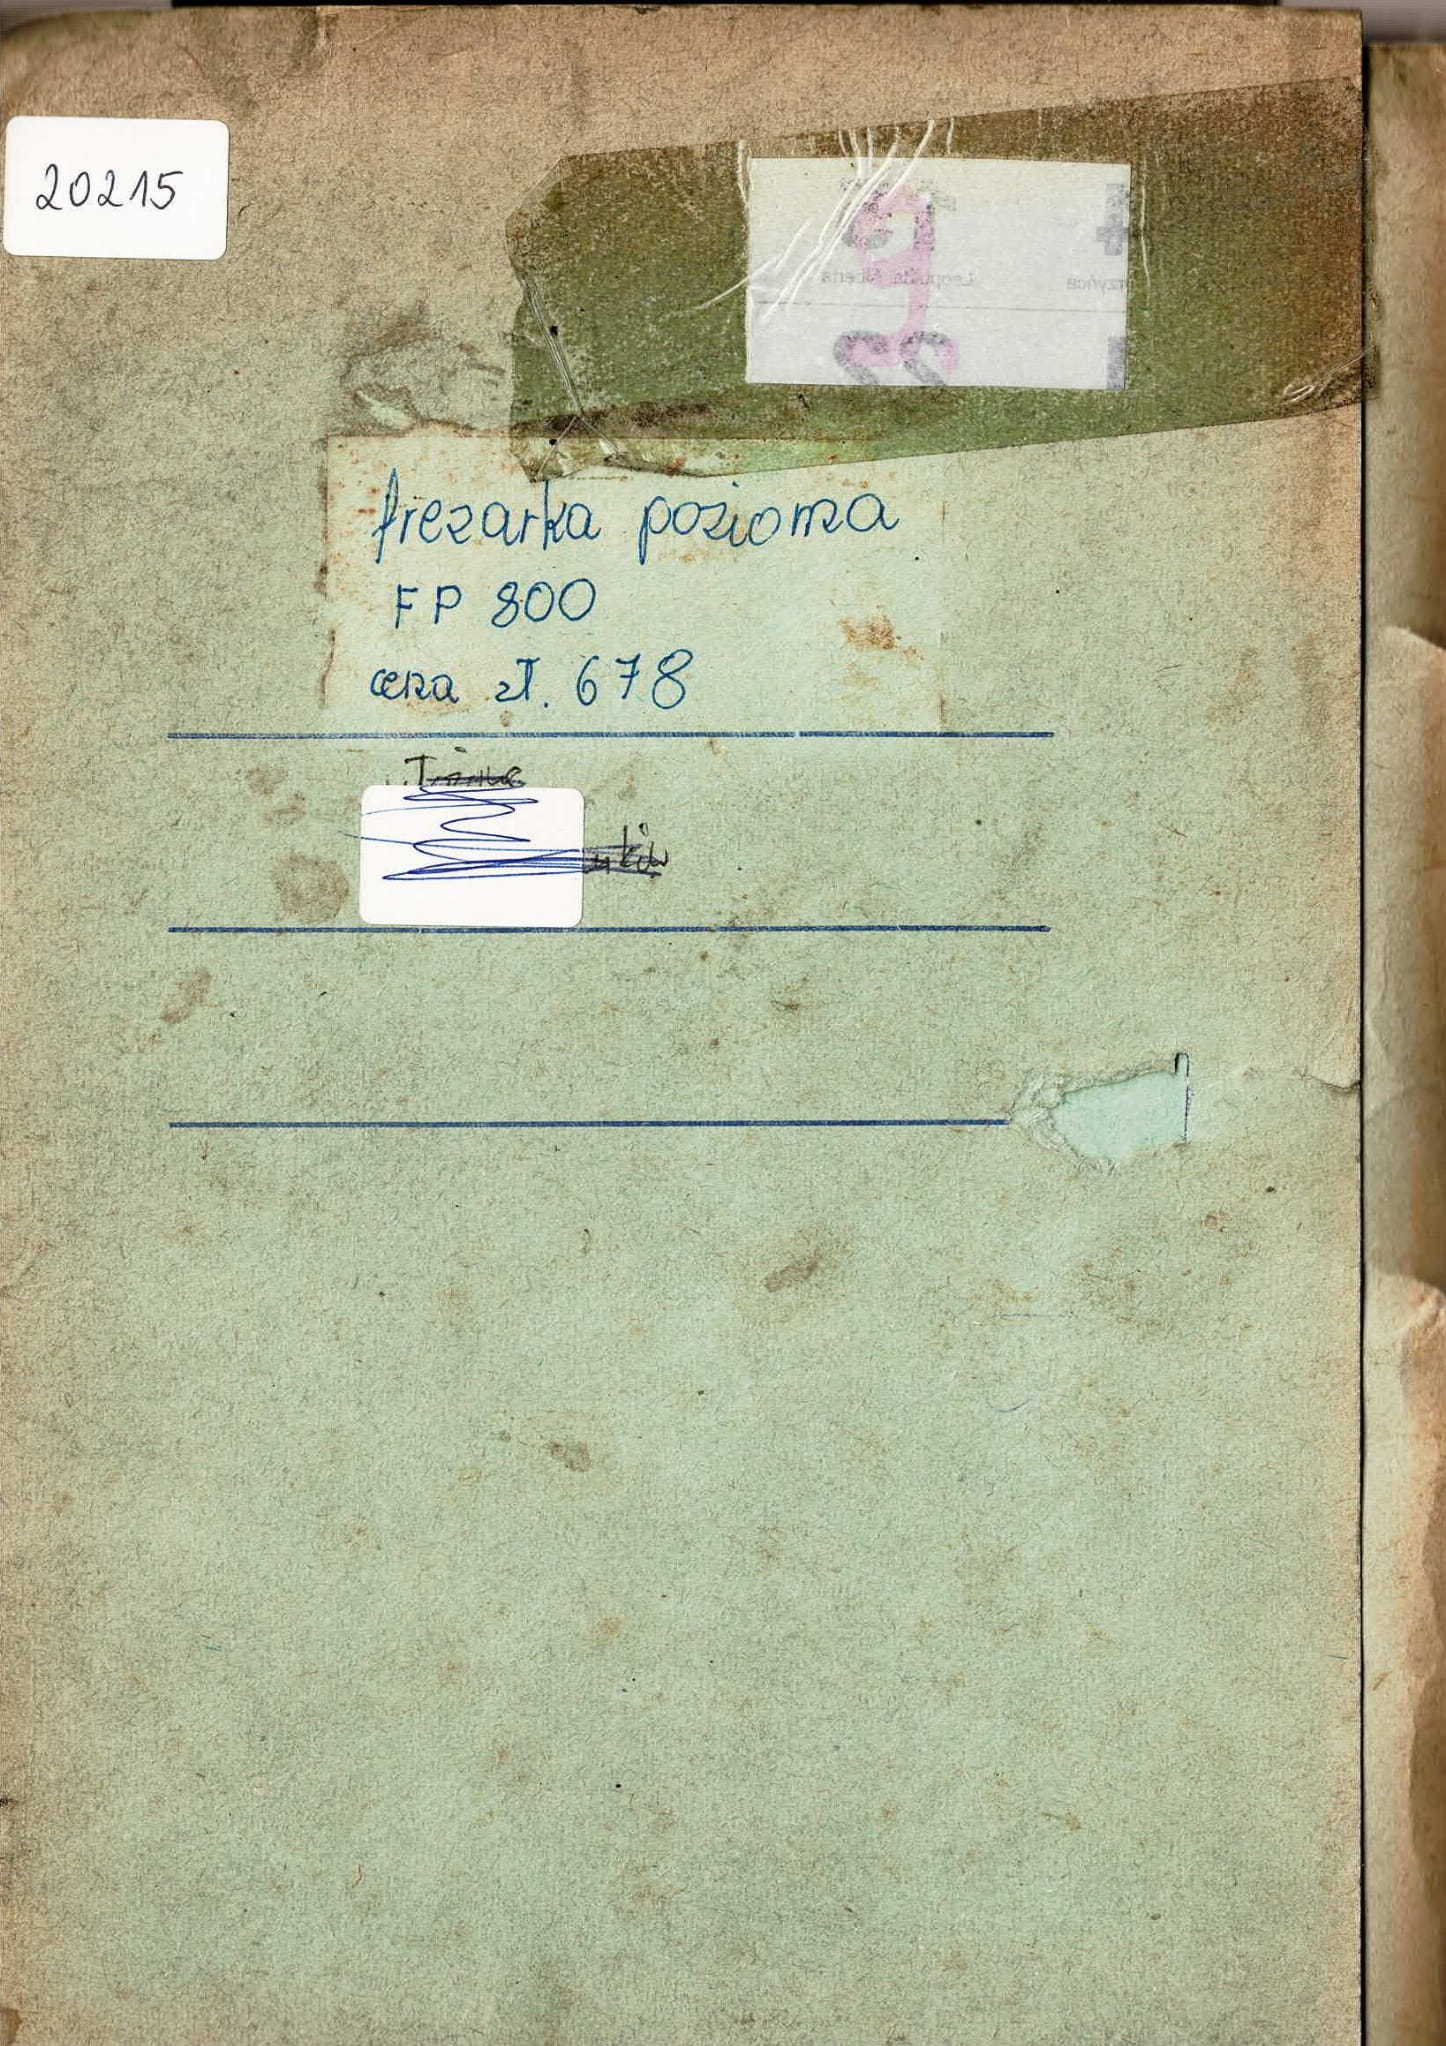 20215
frezarka pozioma
FP 800
cena zł. 678